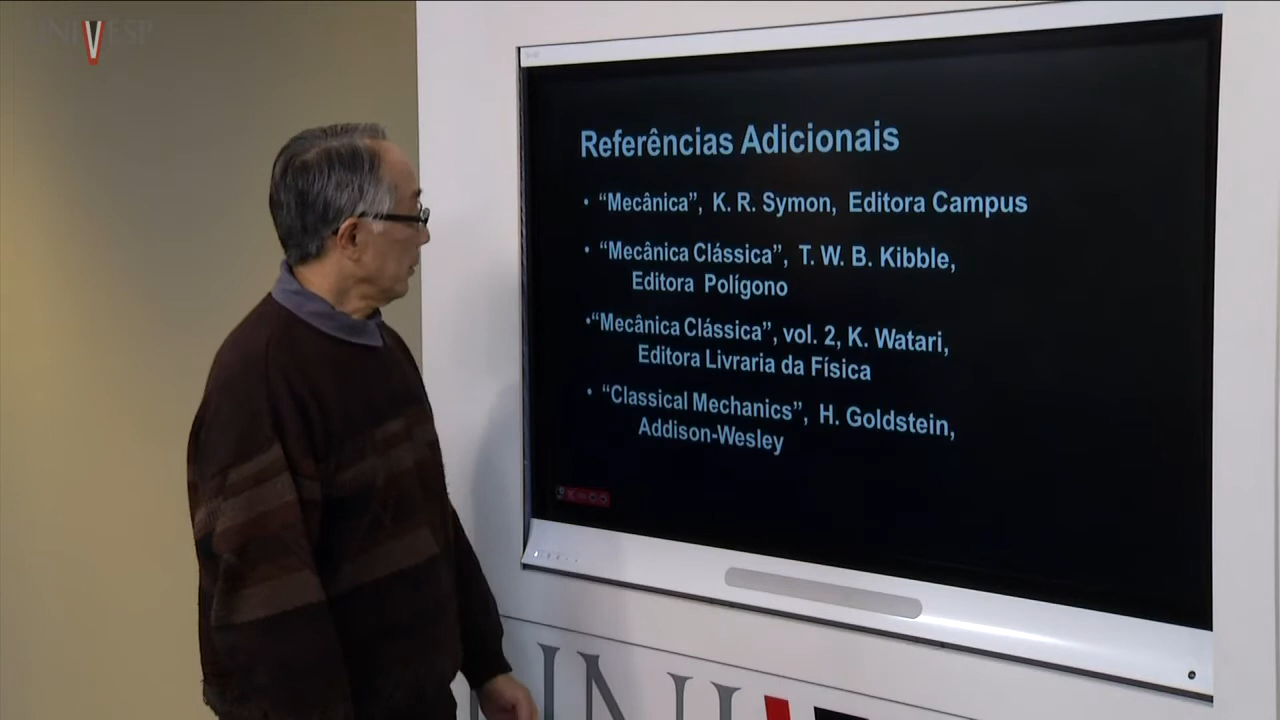 UNIVESP
Referências Adicionais
• “Mecânica”, K. R. Symon, Editora Campus
• “Mecânica Clássica”, T. W. B. Kibble,
Editora Polígono
•“Mecânica Clássica”, vol. 2, K. Watari,
Editora Livraria da Física
• “Classical Mechanics”, H. Goldstein,
Addison-Wesley